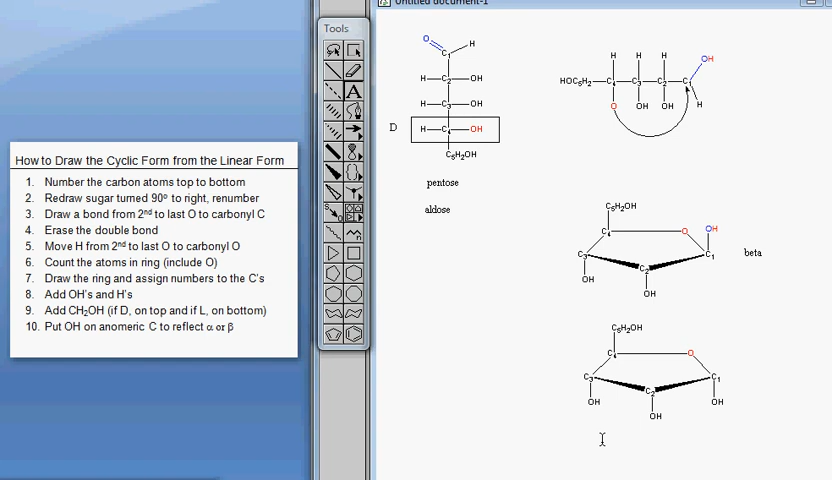 Untitled document-1
Tools
How to Draw the Cyclic Form from the Linear Form
1. Number the carbon atoms top to bottom
2. Redraw sugar turned 90º to right, renumber
3. Draw a bond from 2nd to last O to carbonyl C
4. Erase the double bond
5. Move H from 2nd to last O to carbonyl O
6. Count the atoms in ring (include O)
7. Draw the ring and assign numbers to the C's
8. Add OH's and H's
9. Add CH₂OH (if D, on top and if L, on bottom)
10. Put OH on anomeric C to reflect α or β
O
C₁ H
H C₂ OH
H C₃ OH
D H C₄ OH
C₅H₂OH
pentose
aldose
H H H OH
HOC₅H₂ C₄ C₃ C₂ C₁
O OH OH H
C₅H₂OH
C₄ O OH
C₃ C₁ beta
OH C₂
OH
C₅H₂OH
C₄ O
C₃ C₁
OH C₂ OH
OH